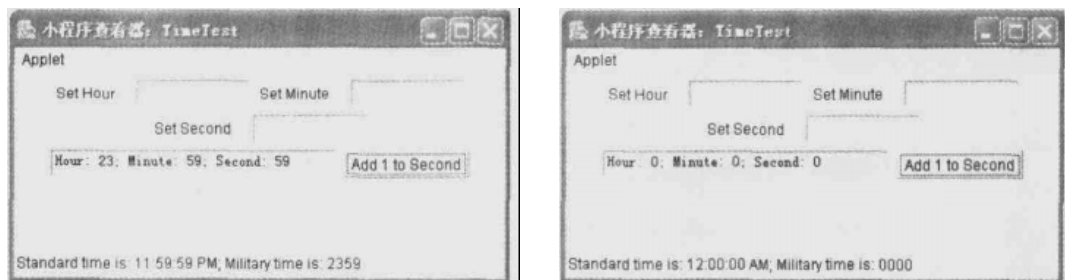 小程序查看器: TimeTest
Applet
Set Hour
Set Minute
Set Second
Hour: 23; Minute: 59; Second: 59
Add 1 to Second
Standard time is: 11:59:59 PM; Military time is: 2359
小程序查看器: TimeTest
Applet
Set Hour
Set Minute
Set Second
Hour: 0; Minute: 0; Second: 0
Add 1 to Second
Standard time is: 12:00:00 AM; Military time is: 0000